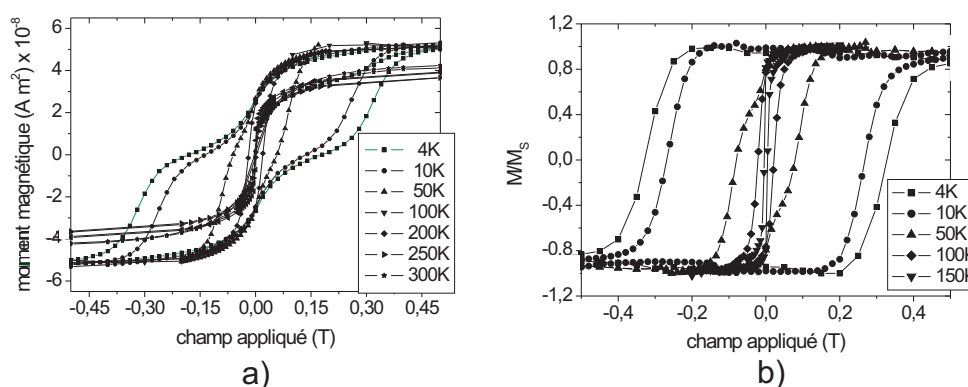 a)
moment magnétique (A m²) x 10⁻⁸
6
4
2
0
-2
-4
-6
-0,45 -0,30 -0,15 0,00 0,15 0,30 0,45
champ appliqué (T)
4K
10K
50K
100K
200K
250K
300K
a)
b)
M/M_S
1,2
0,8
0,4
0,0
-0,4
-0,8
-1,2
-0,4 -0,2 0,0 0,2 0,4
champ appliqué (T)
4K
10K
50K
100K
150K
b)